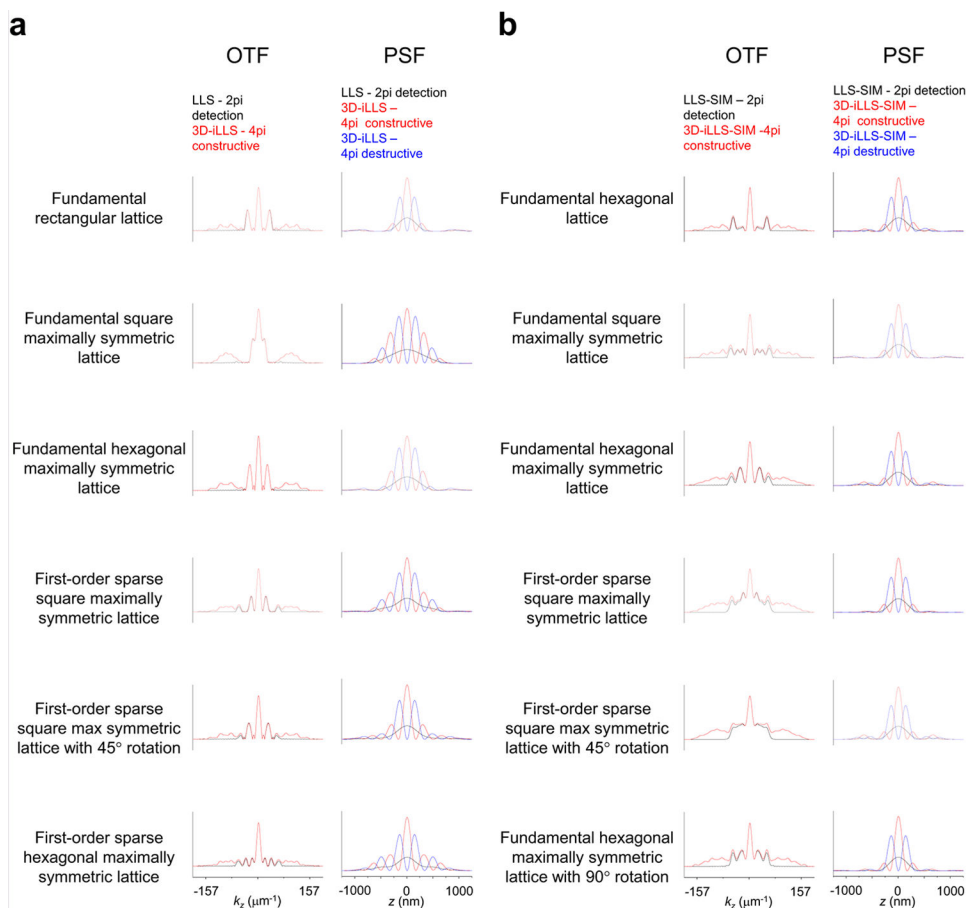 a
OTF
PSF
LLS - 2pi
detection
3D-iLLS - 4pi
constructive
LLS - 2pi detection
3D-iLLS –
4pi constructive
3D-iLLS –
4pi destructive
Fundamental
rectangular lattice
Fundamental square
maximally symmetric
lattice
Fundamental hexagonal
maximally symmetric
lattice
First-order sparse
square maximally
symmetric lattice
First-order sparse
square max symmetric
lattice with 45° rotation
First-order sparse
hexagonal maximally
symmetric lattice
-157
157
kz (µm-1)
-1000
0
1000
z (nm)
b
OTF
PSF
LLS-SIM – 2pi
detection
3D-iLLS-SIM -4pi
constructive
LLS-SIM - 2pi detection
3D-iLLS-SIM –
4pi constructive
3D-iLLS-SIM –
4pi destructive
Fundamental hexagonal
lattice
Fundamental square
maximally symmetric
lattice
Fundamental hexagonal
maximally symmetric
lattice
First-order sparse
square maximally
symmetric lattice
First-order sparse
square max symmetric
lattice with 45° rotation
Fundamental hexagonal
maximally symmetric
lattice with 90° rotation
-157
157
kz (µm-1)
-1000
0
1000
z (nm)